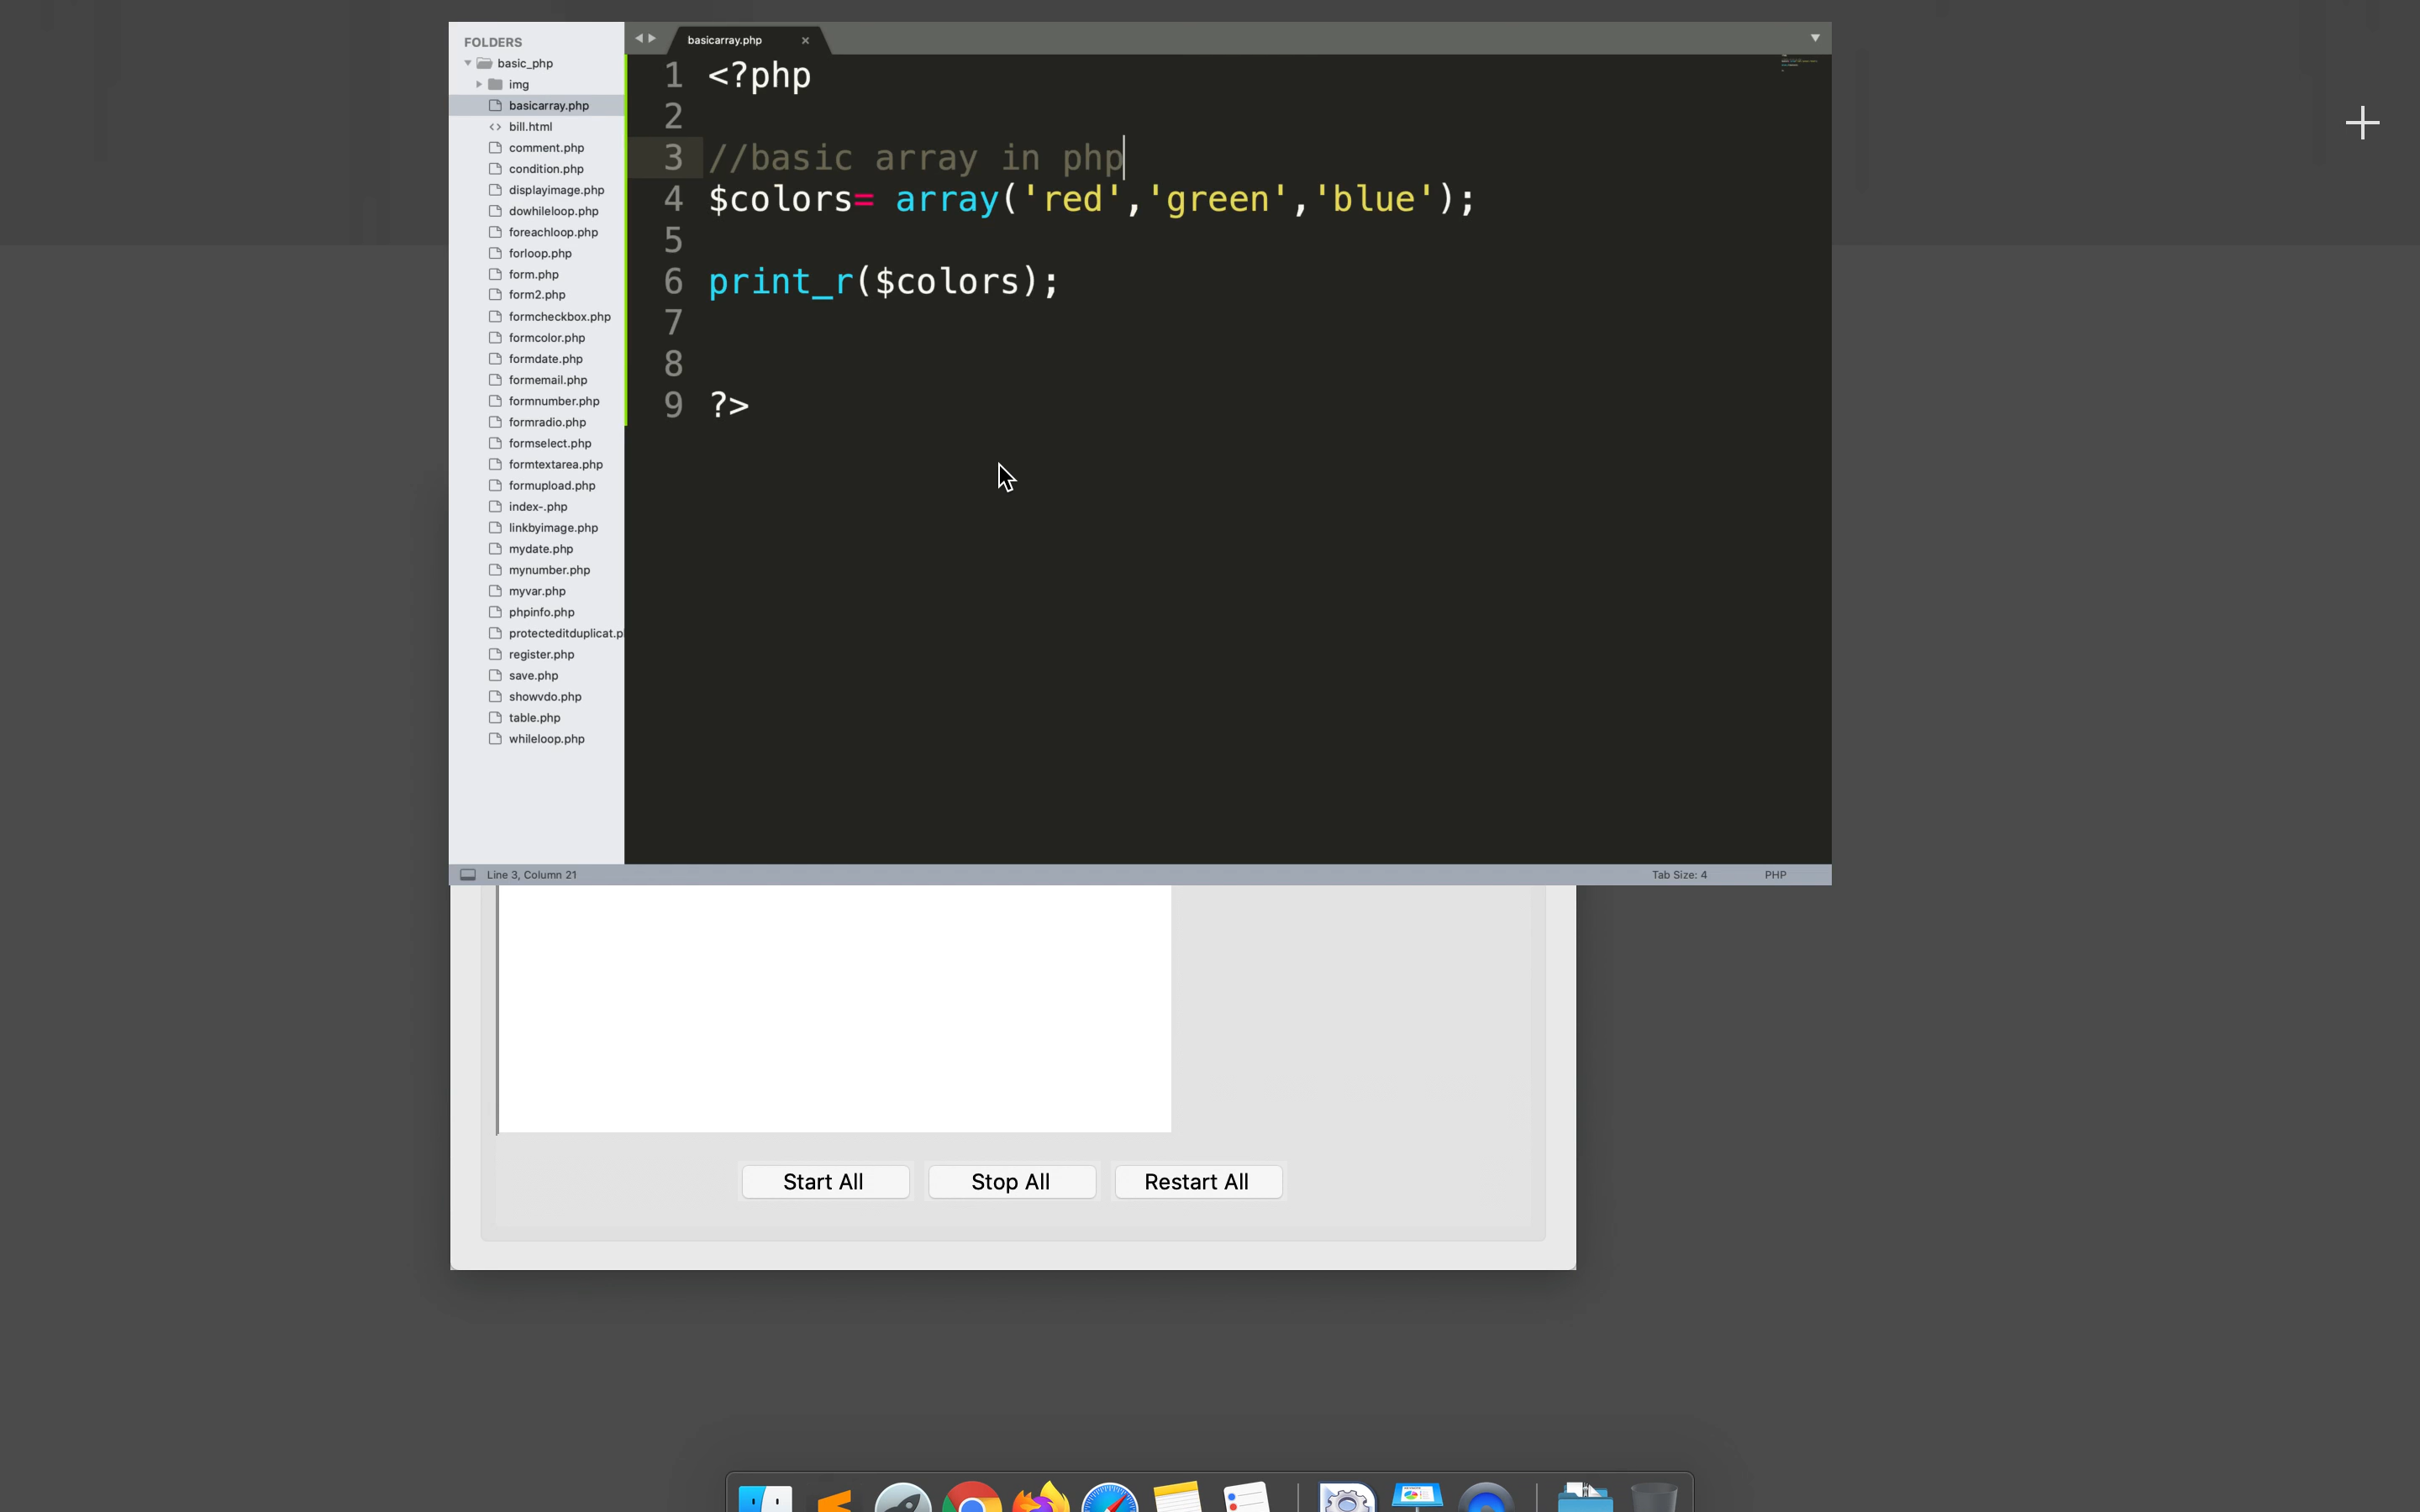 FOLDERS
basic_php
img
basicarray.php
bill.html
comment.php
condition.php
displayimage.php
dowhileloop.php
foreachloop.php
forloop.php
form.php
form2.php
formcheckbox.php
formcolor.php
formdate.php
formemail.php
formnumber.php
formradio.php
formselect.php
formtextarea.php
formupload.php
index-.php
linkbyimage.php
mydate.php
mynumber.php
myvar.php
phpinfo.php
protecteditduplicat.p
register.php
save.php
showvdo.php
table.php
whileloop.php
basicarray.php
1 <?php
2
3 //basic array in php
4 $colors= array('red','green','blue');
5
6 print_r($colors);
7
8
9 ?>
Line 3, Column 21
Tab Size: 4
PHP
Start All
Stop All
Restart All